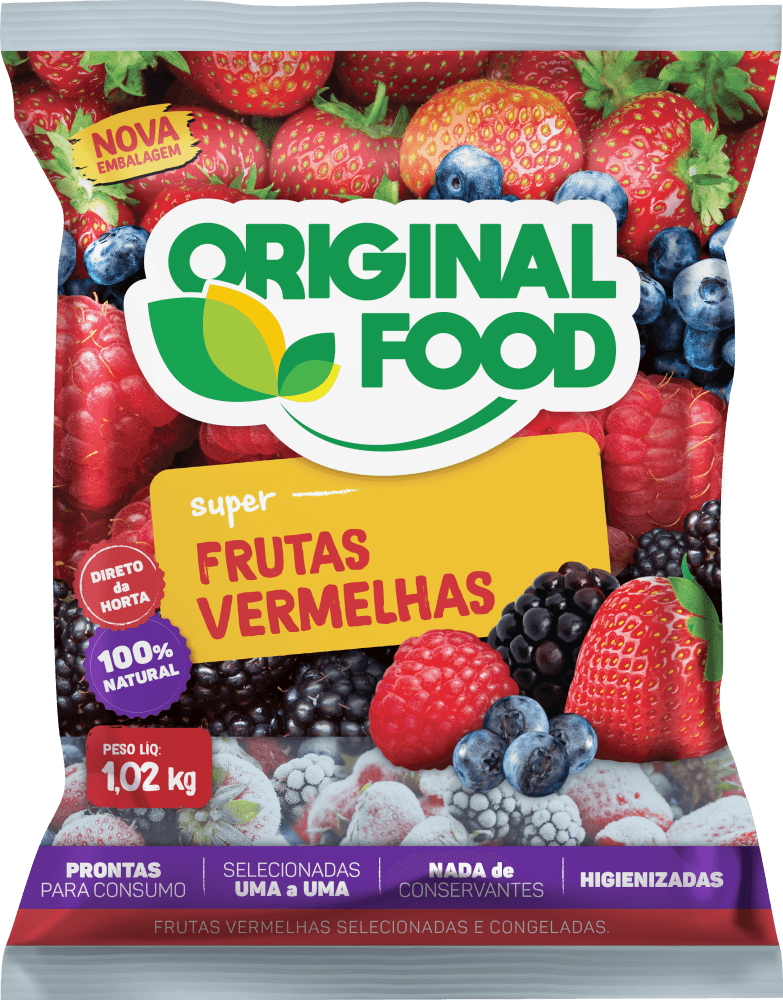 NOVA
EMBALAGEM
ORIGINAL
FOOD
super
FRUTAS
VERMELHAS
DIRETO
da
HORTA
100%
NATURAL
PESO LÍQ:
1,02 kg
PRONTAS
PARA CONSUMO
SELECIONADAS
UMA a UMA
NADA de
CONSERVANTES
HIGIENIZADAS
FRUTAS VERMELHAS SELECIONADAS E CONGELADAS.